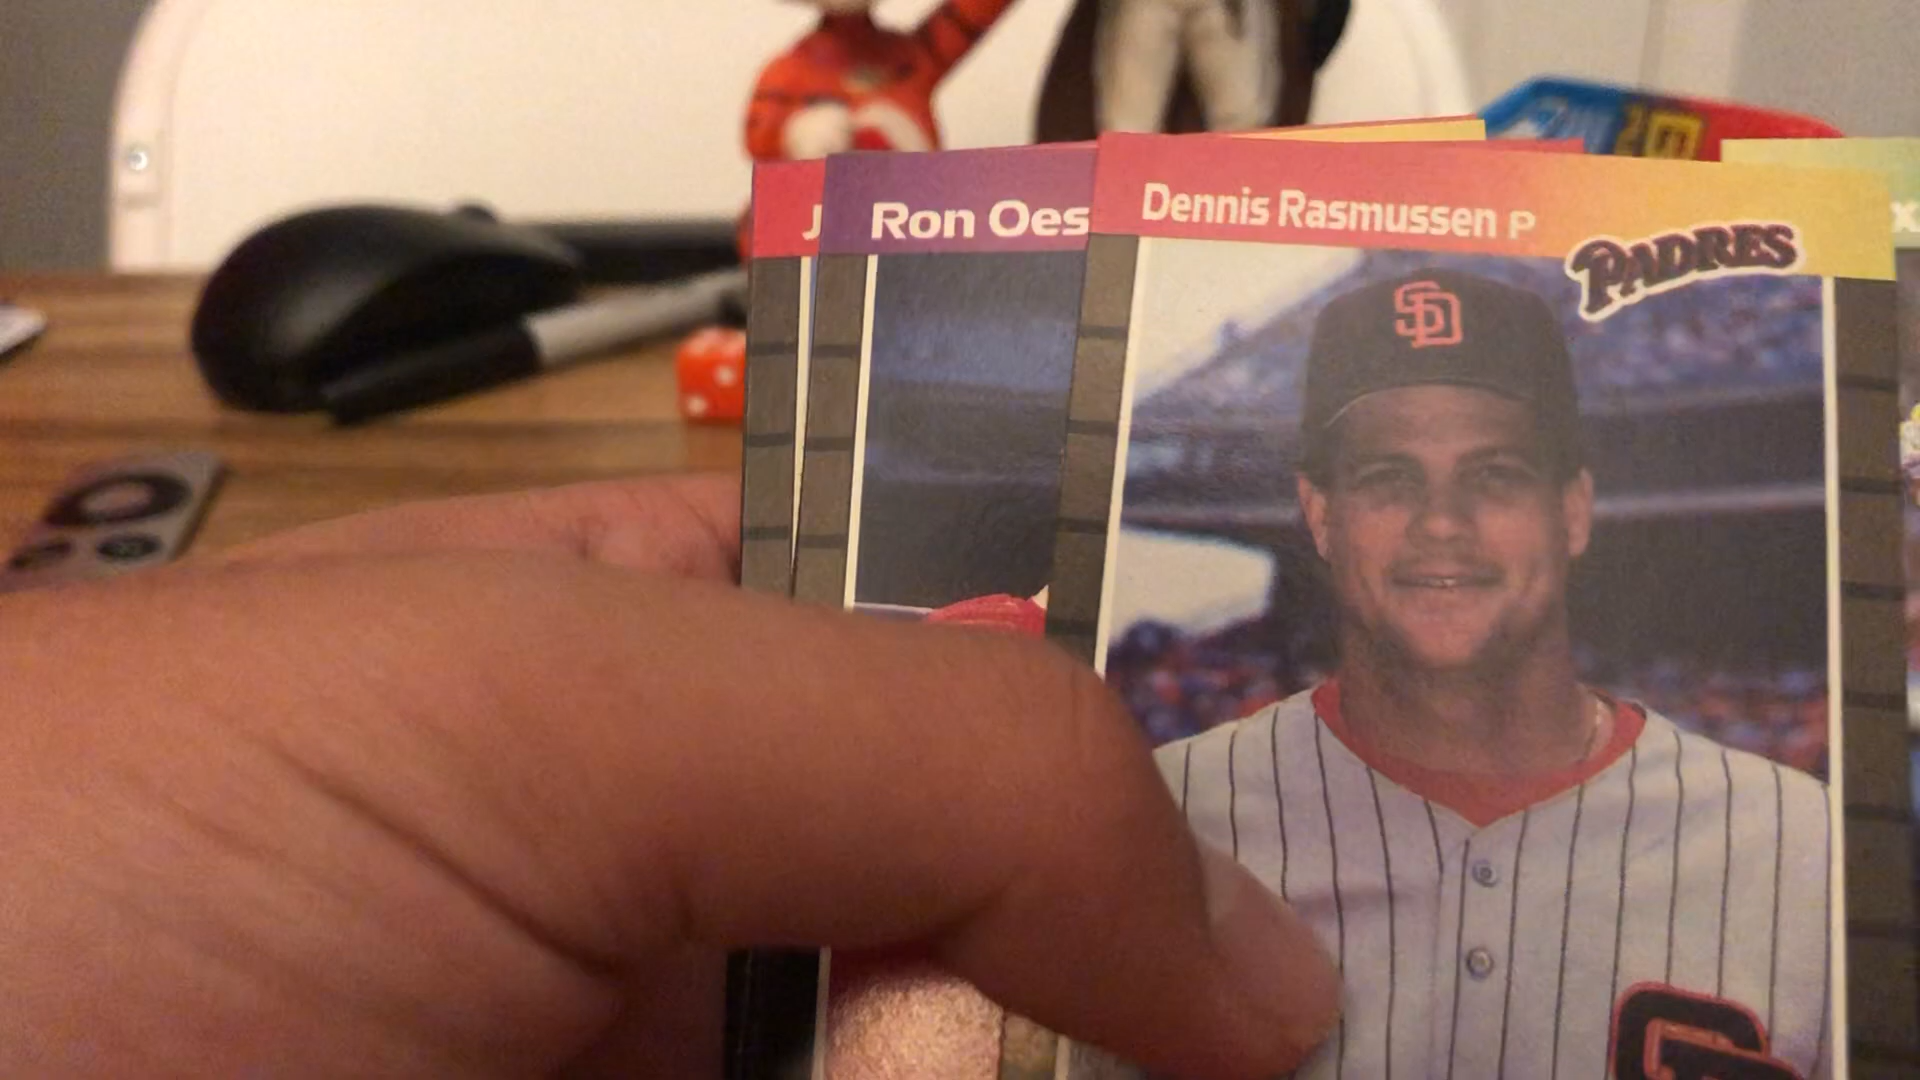 J
Ron Oes
Dennis Rasmussen P
PADRES
SD
X